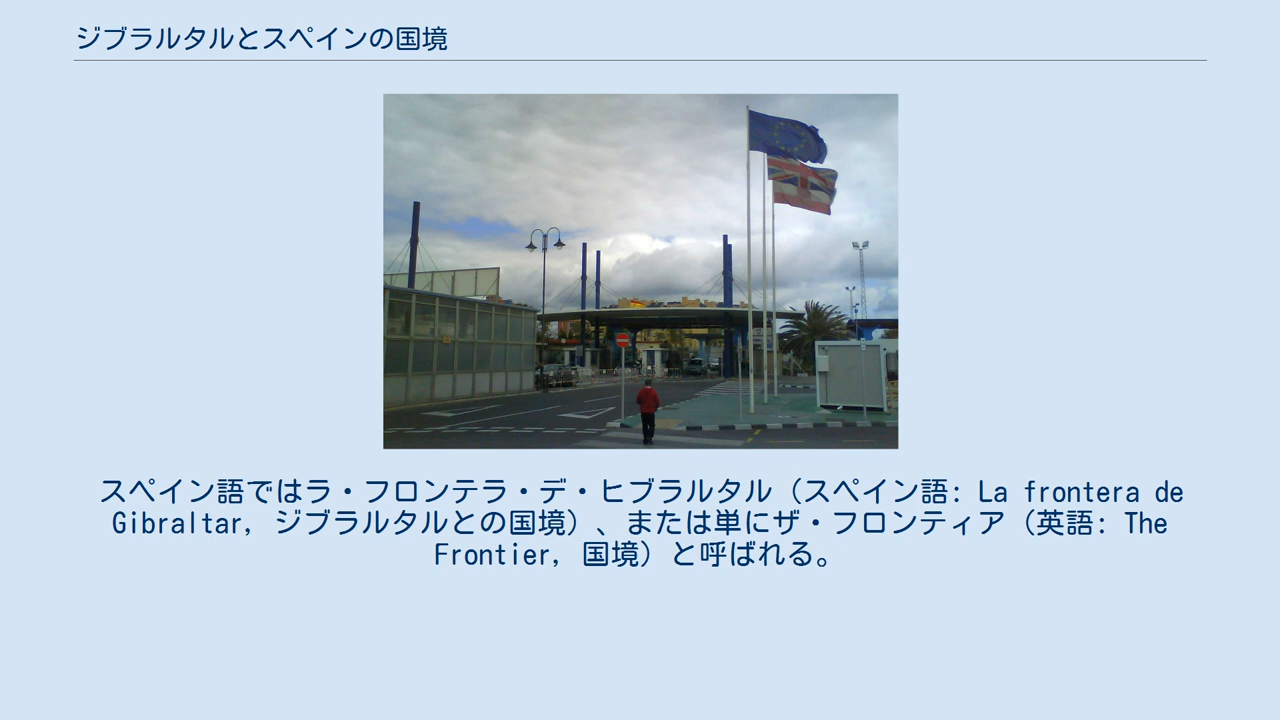 ジブラルタルとスペインの国境
スペイン語ではラ・フロンテラ・デ・ヒブラルタル（スペイン語: La frontera de
Gibraltar, ジブラルタルとの国境）、または単にザ・フロンティア（英語: The
Frontier, 国境）と呼ばれる。